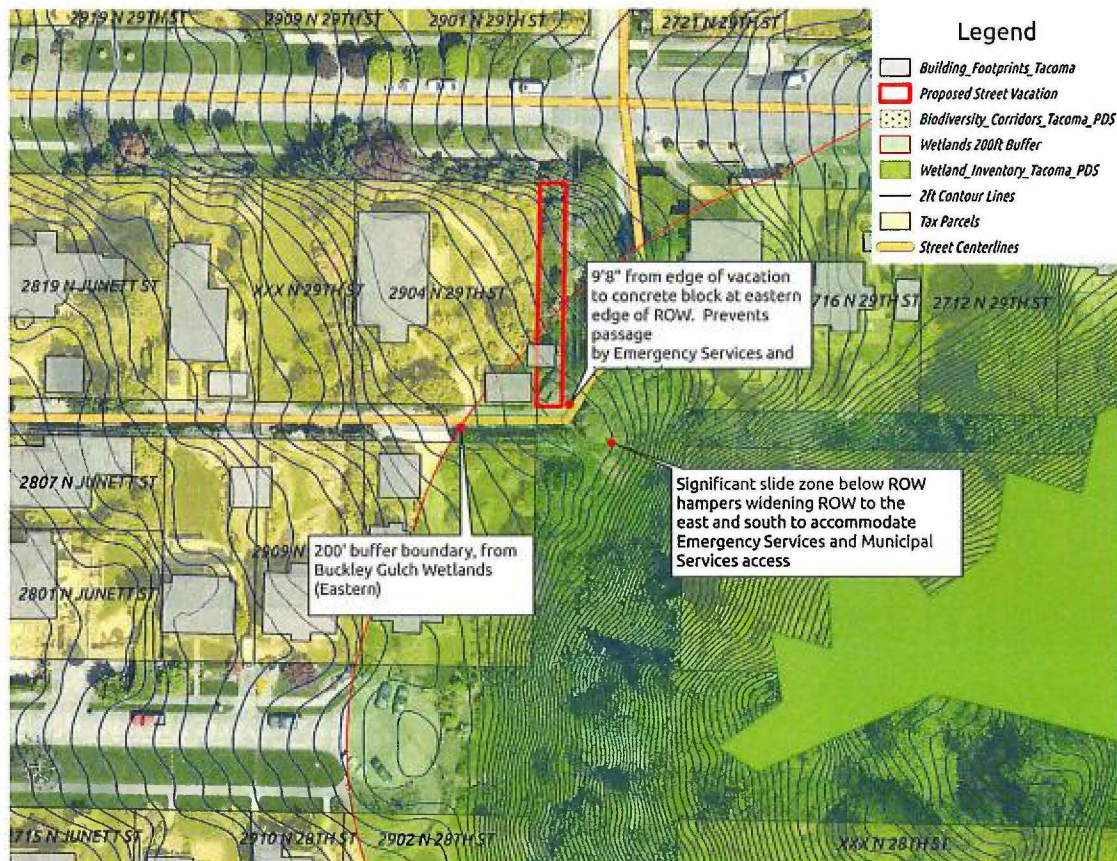 2919 N 29TH ST
2909 N 29TH ST
2901 N 29TH ST
2721 N 29TH ST
Legend
Building_Footprints_Tacoma
Proposed Street Vacation
Biodiversity_Corridors_Tacoma_PDS
Wetlands 200ft Buffer
Wetland_Inventory_Tacoma_PDS
2ft Contour Lines
Tax Parcels
Street Centerlines
2819 N JUNETT ST
XXX N 29TH ST
2904 N 29TH ST
9'8" from edge of vacation
to concrete block at eastern
edge of ROW. Prevents
passage
by Emergency Services and
716 N 29TH ST
2712 N 29TH ST
2807 N JUNETT ST
Significant slide zone below ROW
hampers widening ROW to the
east and south to accommodate
Emergency Services and Municipal
Services access
2909 N
200' buffer boundary, from
Buckley Gulch Wetlands
(Eastern)
2801 N JUNETT ST
2715 N JUNETT ST
2910 N 28TH ST
2902 N 28TH ST
XXX N 28TH ST